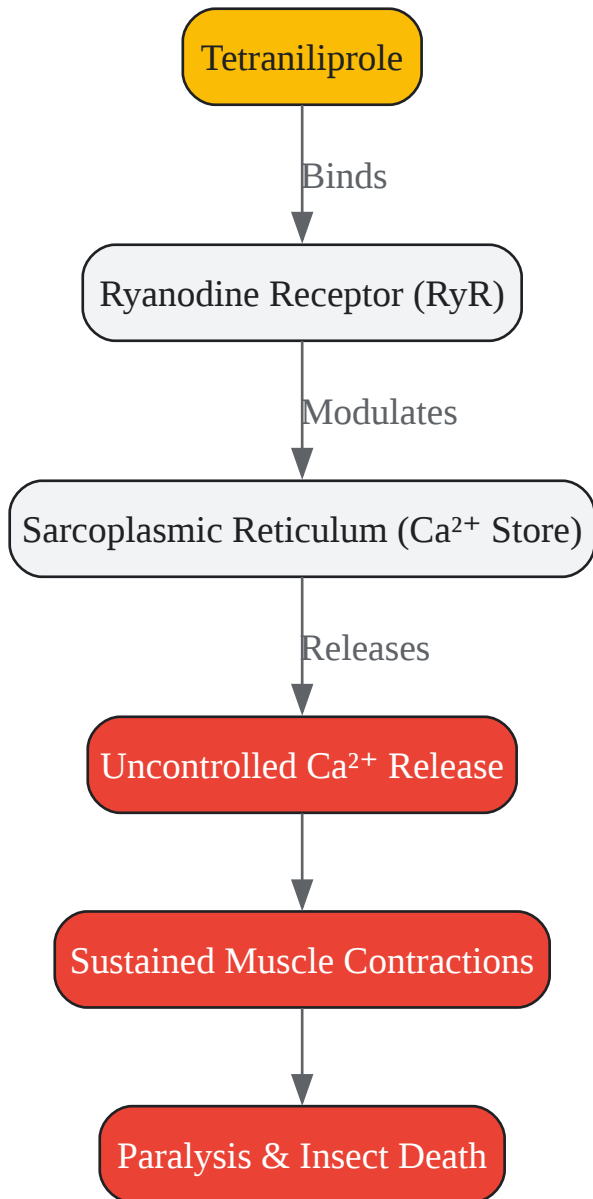 Tetraniliprole
Binds
Ryanodine Receptor (RyR)
Modulates
Sarcoplasmic Reticulum (Ca²⁺ Store)
Releases
Uncontrolled Ca²⁺ Release
Sustained Muscle Contractions
Paralysis & Insect Death